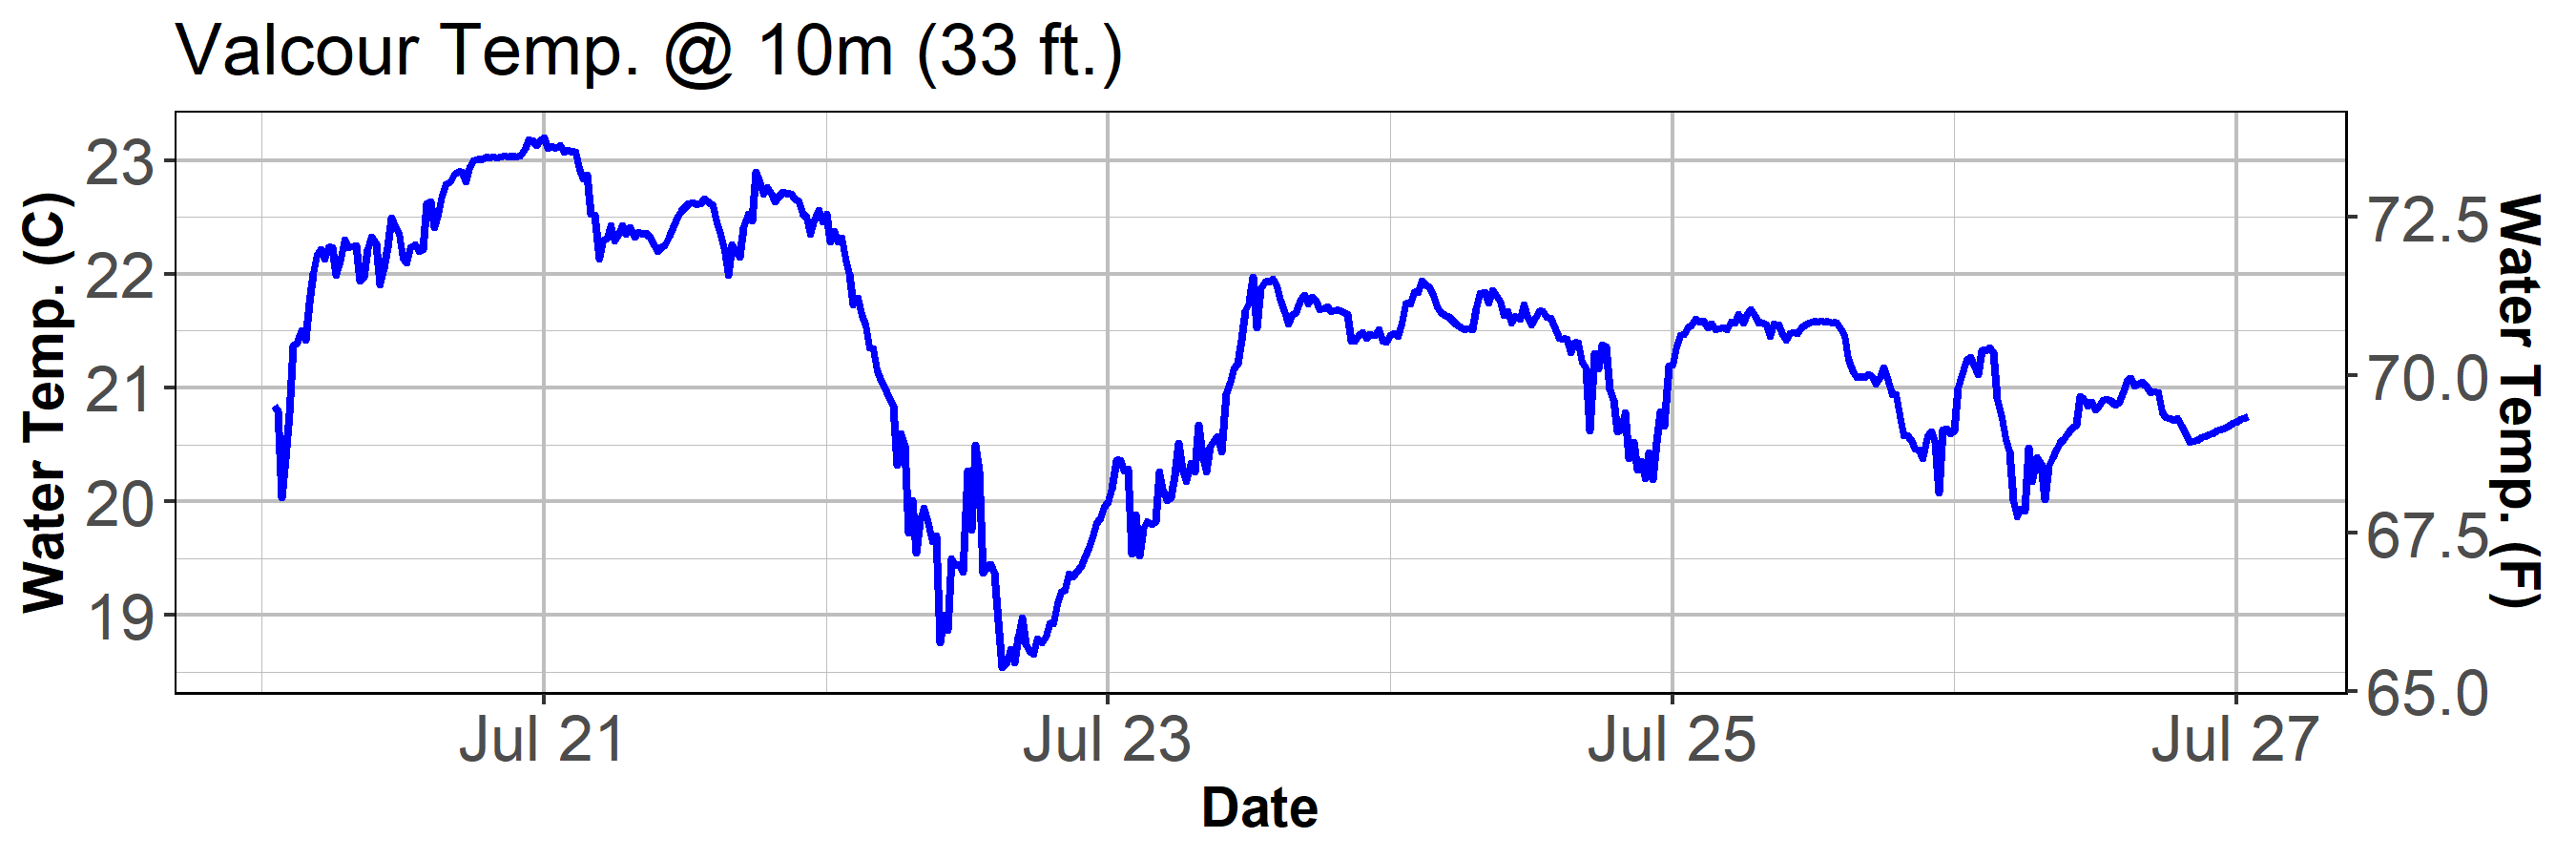 Valcour Temp. @ 10m (33 ft.)
Water Temp. (C)
23
22
21
20
19
72.5
70.0
67.5
65.0
Water Temp. (F)
Jul 21
Jul 23
Jul 25
Jul 27
Date